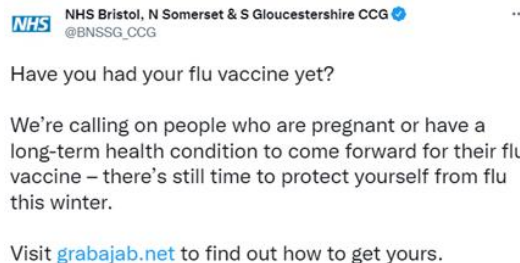 NHS
NHS Bristol, N Somerset & S Gloucestershire CCG
@BNSSG_CCG
Have you had your flu vaccine yet?
We're calling on people who are pregnant or have a
long-term health condition to come forward for their flu
vaccine – there's still time to protect yourself from flu
this winter.
Visit grabajab.net to find out how to get yours.